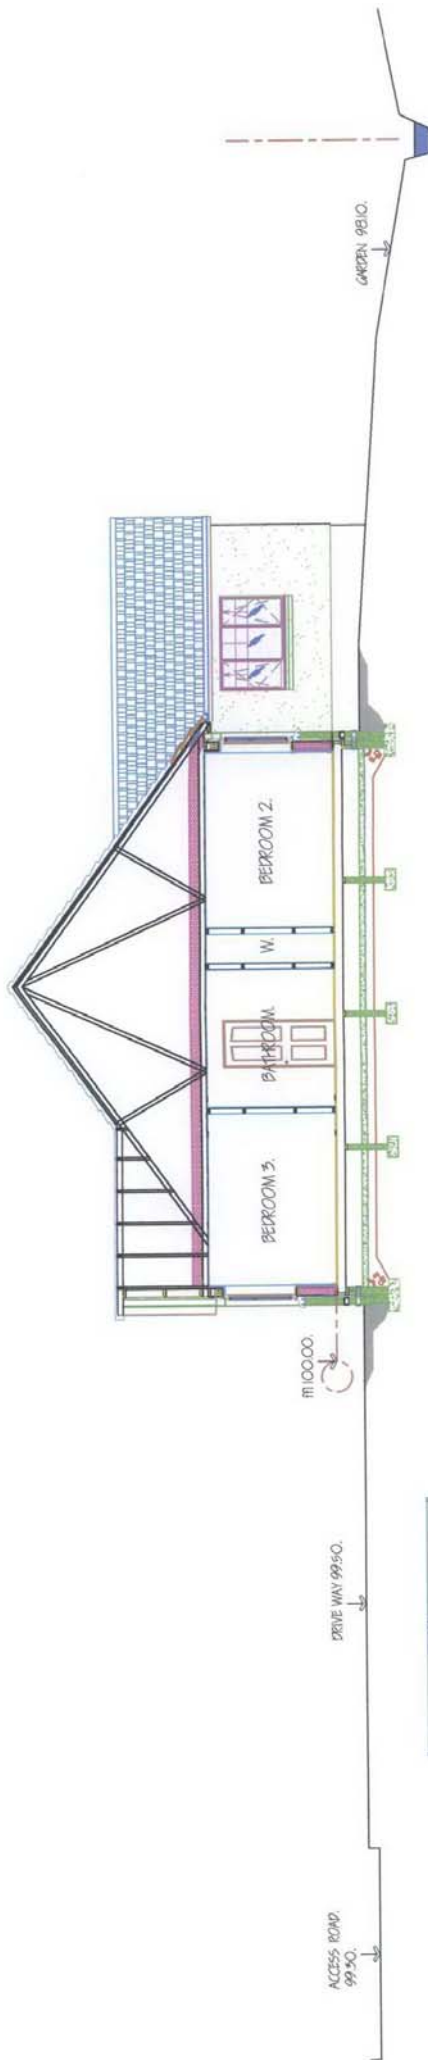 ACCESS ROAD.
99.30.
DRIVE WAY 99.50.
ffl 100.00.
BEDROOM 3.
BATHROOM.
W.
BEDROOM 2.
GARDEN 98.10.